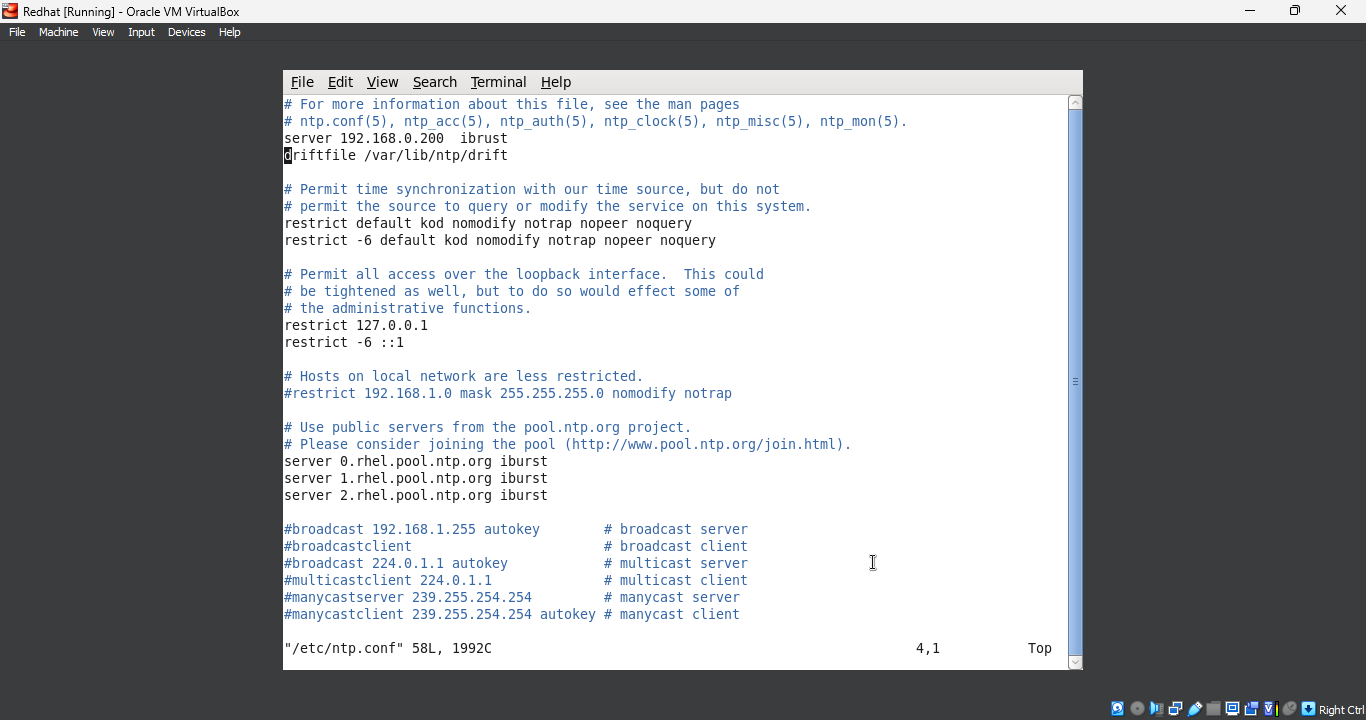 Redhat [Running] - Oracle VM VirtualBox
File Machine View Input Devices Help
File Edit View Search Terminal Help
# For more information about this file, see the man pages
# ntp.conf(5), ntp_acc(5), ntp_auth(5), ntp_clock(5), ntp_misc(5), ntp_mon(5).
server 192.168.0.200  ibrust
driftfile /var/lib/ntp/drift
# Permit time synchronization with our time source, but do not
# permit the source to query or modify the service on this system.
restrict default kod nomodify notrap nopeer noquery
restrict -6 default kod nomodify notrap nopeer noquery
# Permit all access over the loopback interface.  This could
# be tightened as well, but to do so would effect some of
# the administrative functions.
restrict 127.0.0.1
restrict -6 ::1
# Hosts on local network are less restricted.
#restrict 192.168.1.0 mask 255.255.255.0 nomodify notrap
# Use public servers from the pool.ntp.org project.
# Please consider joining the pool (http://www.pool.ntp.org/join.html).
server 0.rhel.pool.ntp.org iburst
server 1.rhel.pool.ntp.org iburst
server 2.rhel.pool.ntp.org iburst
#broadcast 192.168.1.255 autokey        # broadcast server
#broadcastclient                        # broadcast client
#broadcast 224.0.1.1 autokey            # multicast server
#multicastclient 224.0.1.1              # multicast client
#manycastserver 239.255.254.254         # manycast server
#manycastclient 239.255.254.254 autokey # manycast client
"/etc/ntp.conf" 58L, 1992C 4,1 Top
Right Ctrl